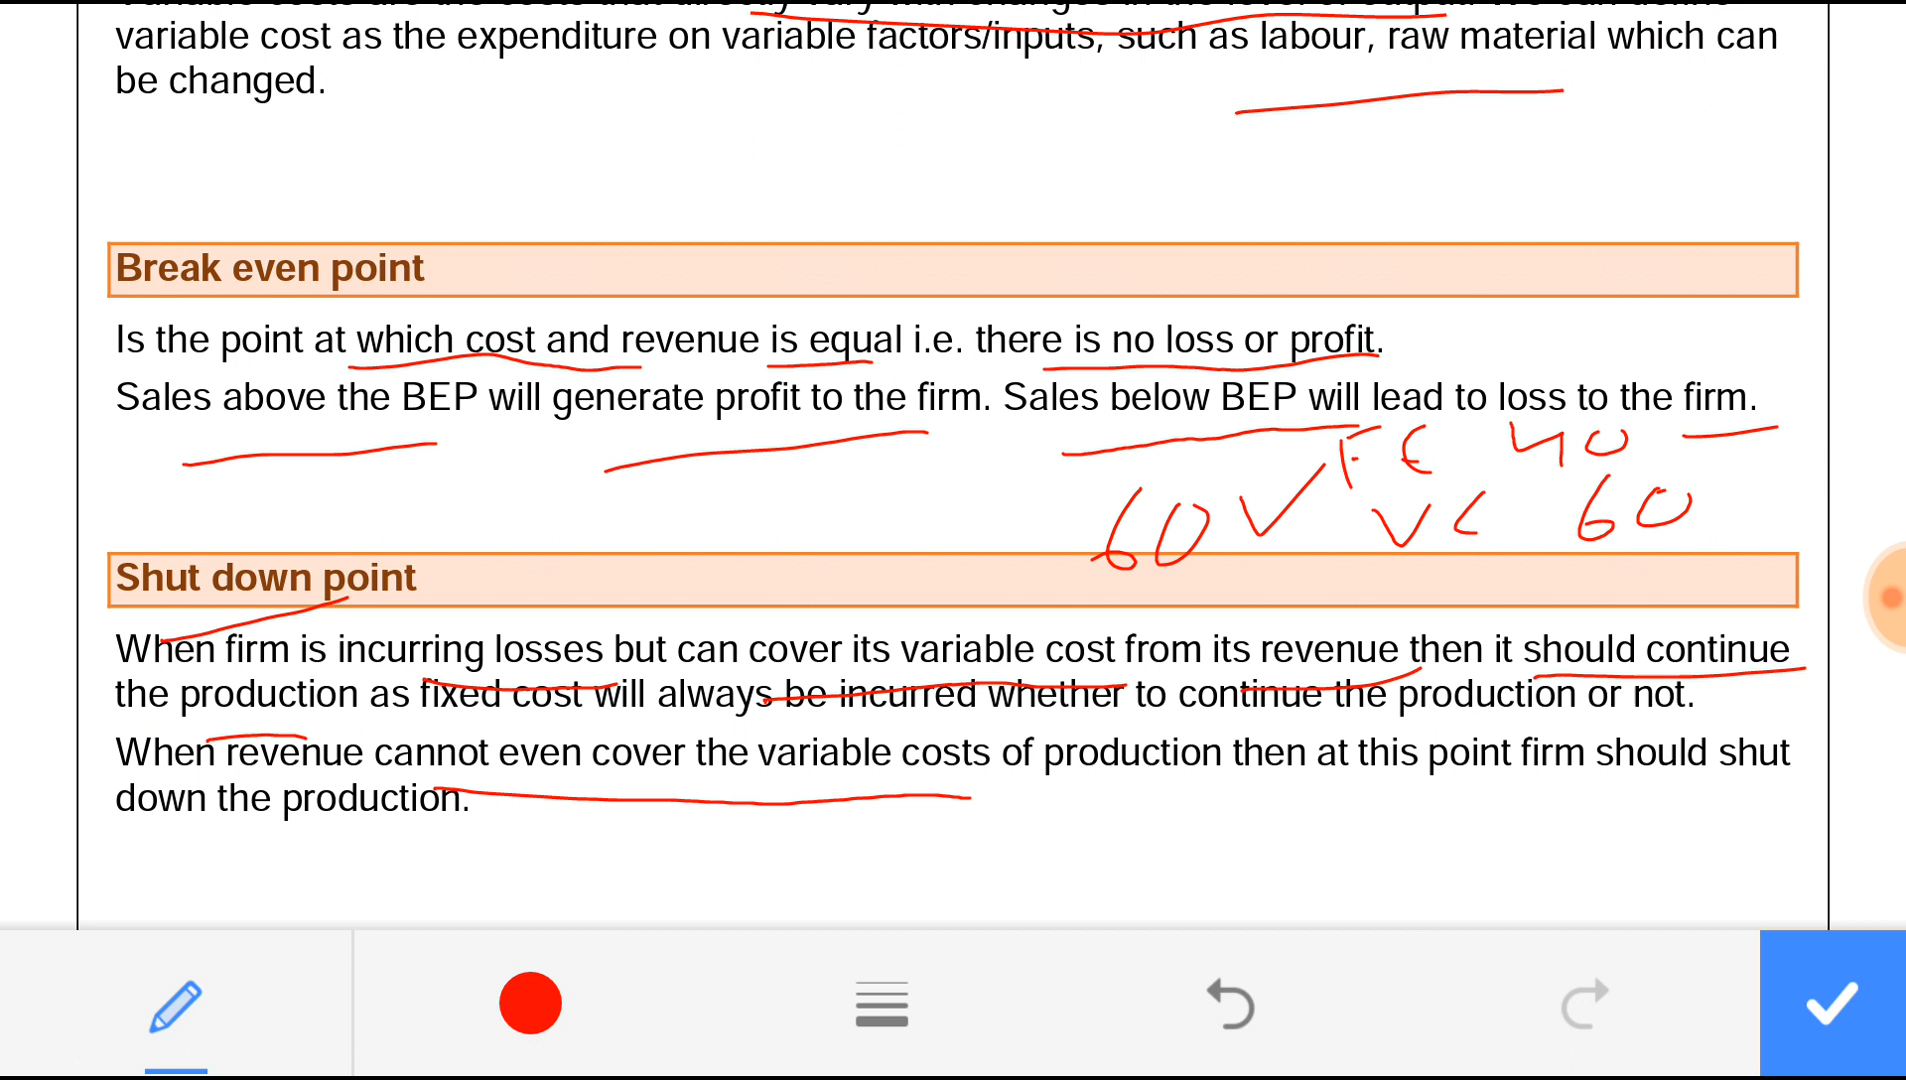 variable cost as the expenditure on variable factors/inputs, such as labour, raw material which can
be changed.
Break even point
Is the point at which cost and revenue is equal i.e. there is no loss or profit.
Sales above the BEP will generate profit to the firm. Sales below BEP will lead to loss to the firm.
FC 40
60 ✓ VC 60
Shut down point
When firm is incurring losses but can cover its variable cost from its revenue then it should continue
the production as fixed cost will always be incurred whether to continue the production or not.
When revenue cannot even cover the variable costs of production then at this point firm should shut
down the production.